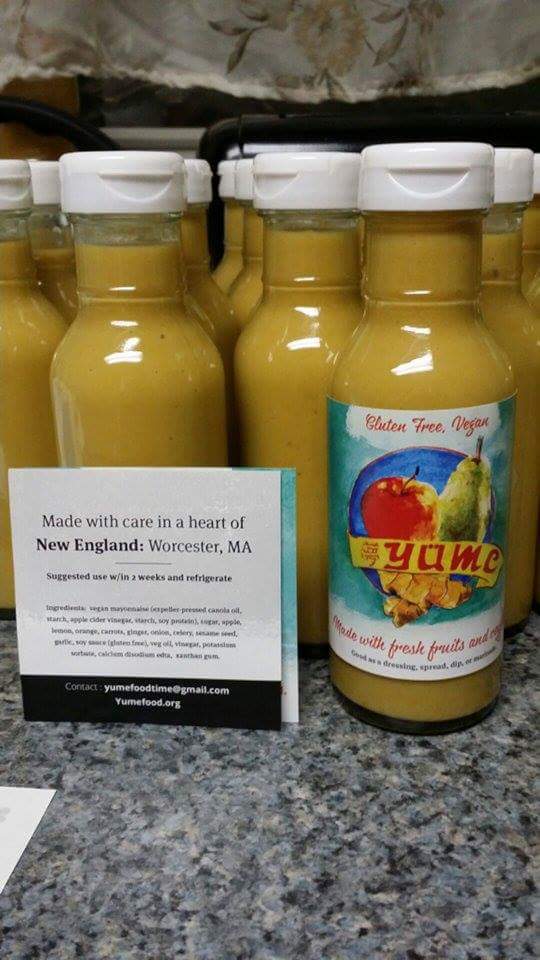 Made with care in a heart of
New England: Worcester, MA
Suggested use w/in 2 weeks and refrigerate
Ingredients: vegan mayonnaise (expeller-pressed canola oil,
starch, apple cider vinegar, starch, soy protein), sugar, apple,
lemon, orange, carrots, ginger, onion, celery, sesame seed,
garlic, soy sauce (gluten free), veg oil, vinegar, potassium
sorbate, calcium disodium edta, xanthan gum.
Contact : yumefoodtime@gmail.com
Yumefood.org
Gluten Free, Vegan
yume
Made with fresh fruits and
Good as a dressing, spread, dip, or